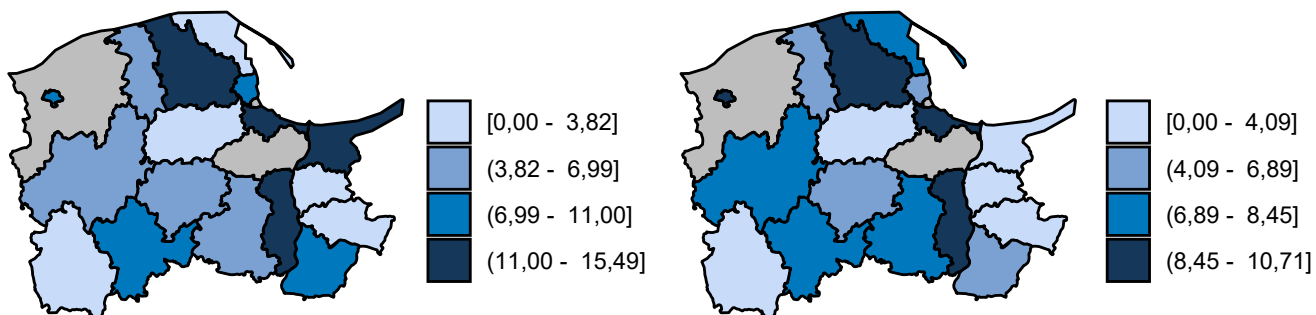 [0,00 - 3,82]
(3,82 - 6,99]
(6,99 - 11,00]
(11,00 - 15,49]
[0,00 - 4,09]
(4,09 - 6,89]
(6,89 - 8,45]
(8,45 - 10,71]